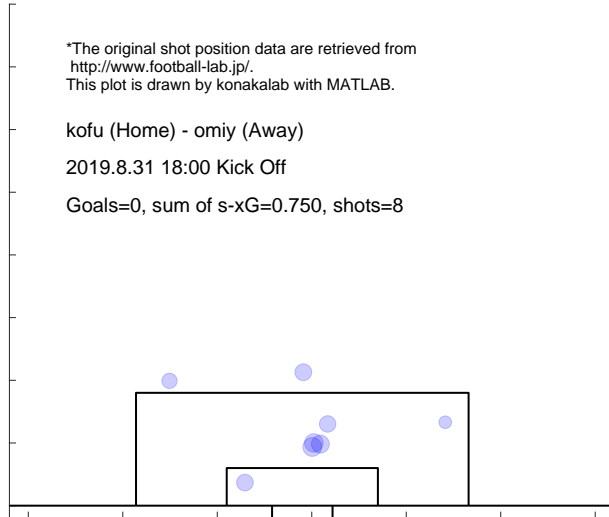 *The original shot position data are retrieved from
http://www.football-lab.jp/.
This plot is drawn by konakalab with MATLAB.
kofu (Home) - omiy (Away)
2019.8.31 18:00 Kick Off
Goals=0, sum of s-xG=0.750, shots=8